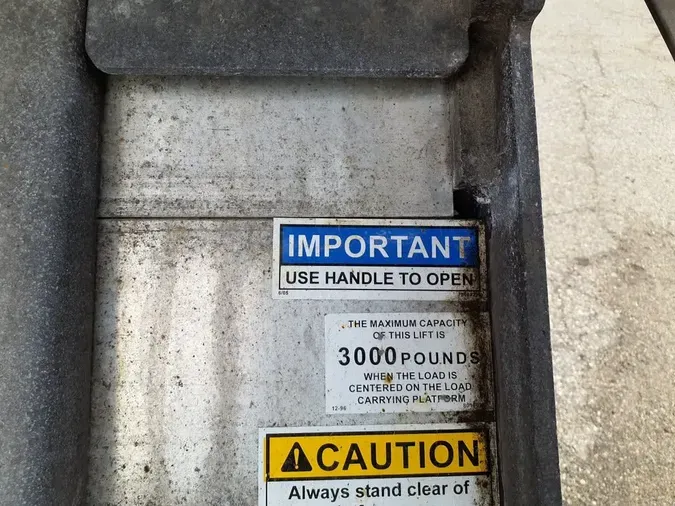 IMPORTANT
USE HANDLE TO OPEN
THE MAXIMUM CAPACITY
OF THIS LIFT IS
3000 POUNDS
WHEN THE LOAD IS
CENTERED ON THE LOAD
CARRYING PLATFORM
12-96
CAUTION
Always stand clear of